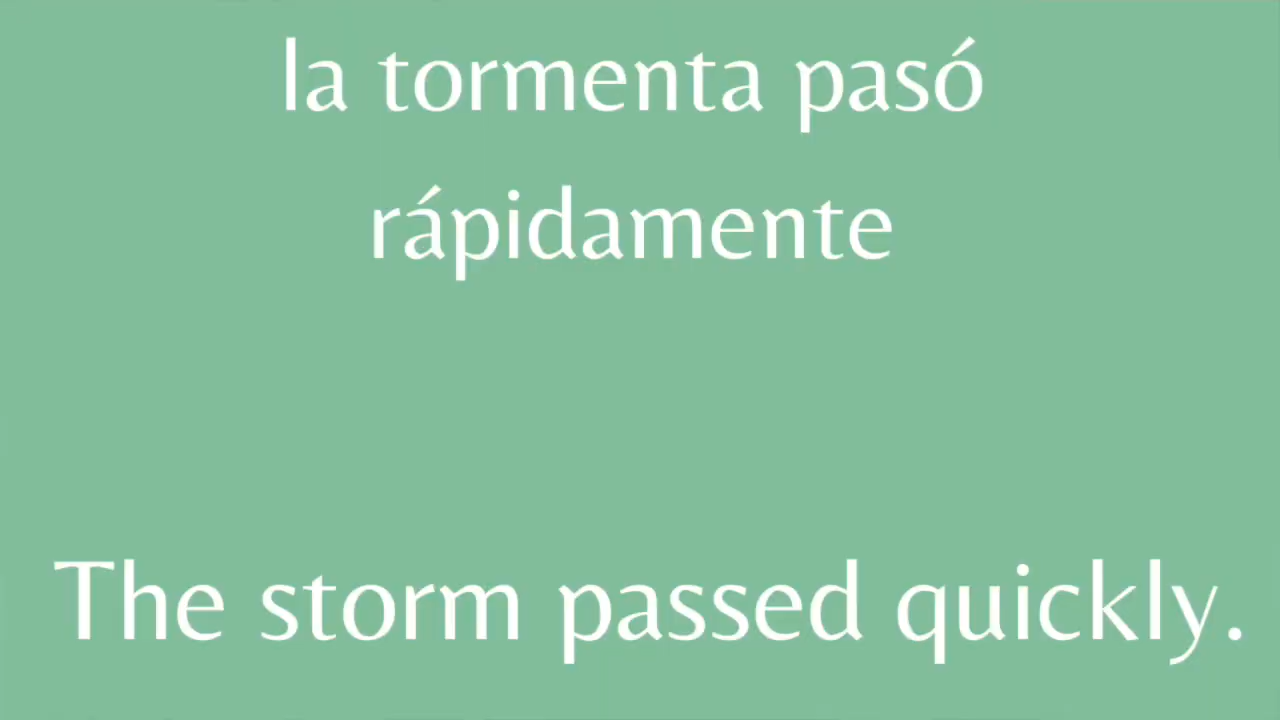 la tormenta pasó
rápidamente
The storm passed quickly.